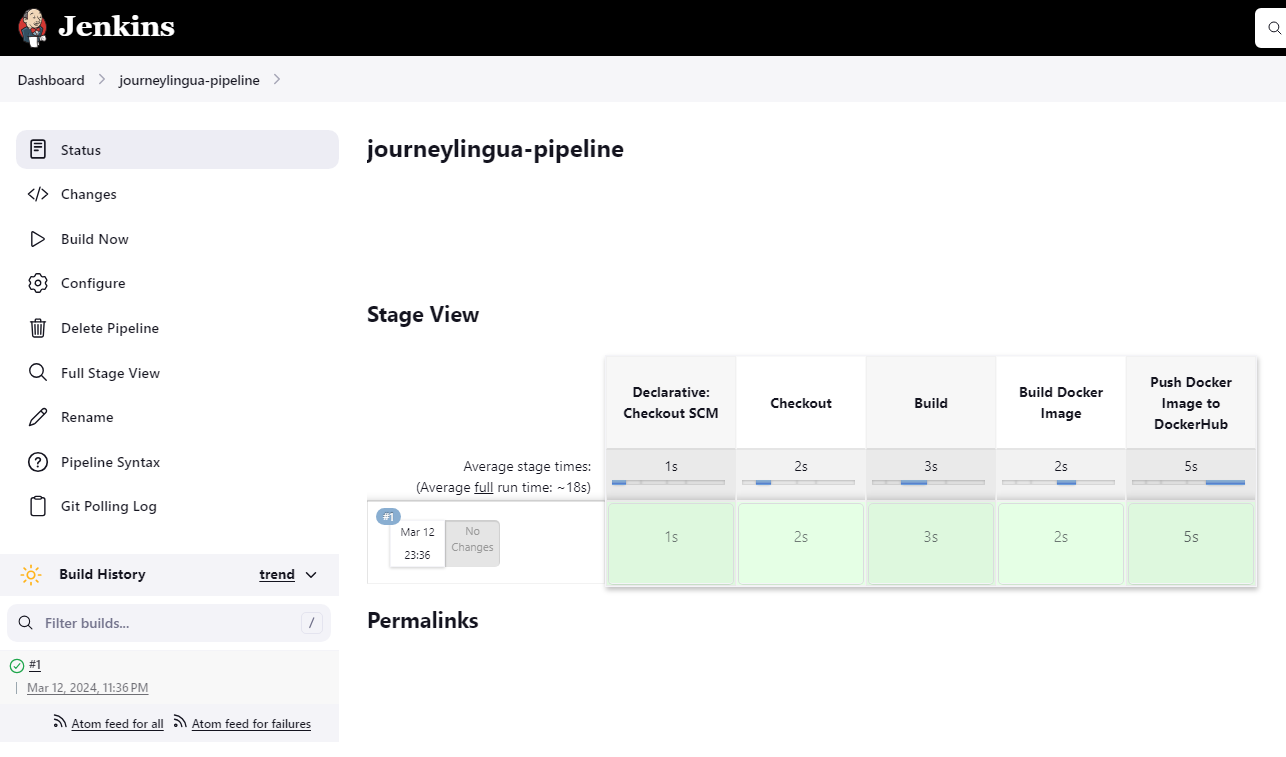 Jenkins
Dashboard
journeylingua-pipeline
Status
Changes
Build Now
Configure
Delete Pipeline
Full Stage View
Rename
Pipeline Syntax
Git Polling Log
Build History
trend
Filter builds...
/
#1
Mar 12, 2024, 11:36 PM
Atom feed for all
Atom feed for failures
journeylingua-pipeline
Stage View
Declarative:
Checkout SCM
Checkout
Build
Build Docker
Image
Push Docker
Image to
DockerHub
Average stage times:
(Average full run time: ~18s)
1s
2s
3s
2s
5s
#1
Mar 12
23:36
No
Changes
1s
2s
3s
2s
5s
Permalinks